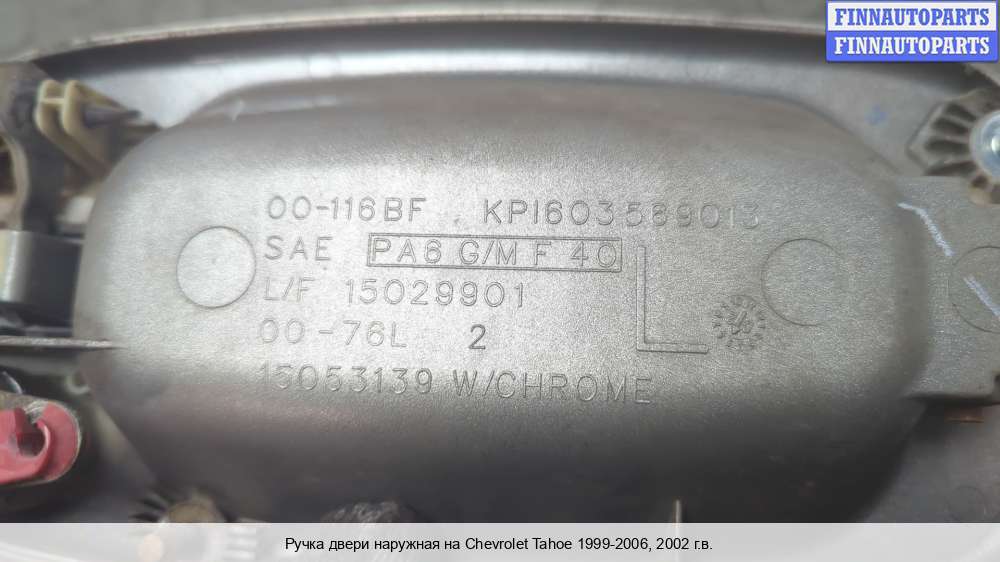 FINNAUTOPARTS
FINNAUTOPARTS
00-116BF KPI603569013
SAE PA6 G/M F 40
L/F 15029901
00-76L 2
L
15053139 W/CHROME
Ручка двери наружная на Chevrolet Tahoe 1999-2006, 2002 г.в.